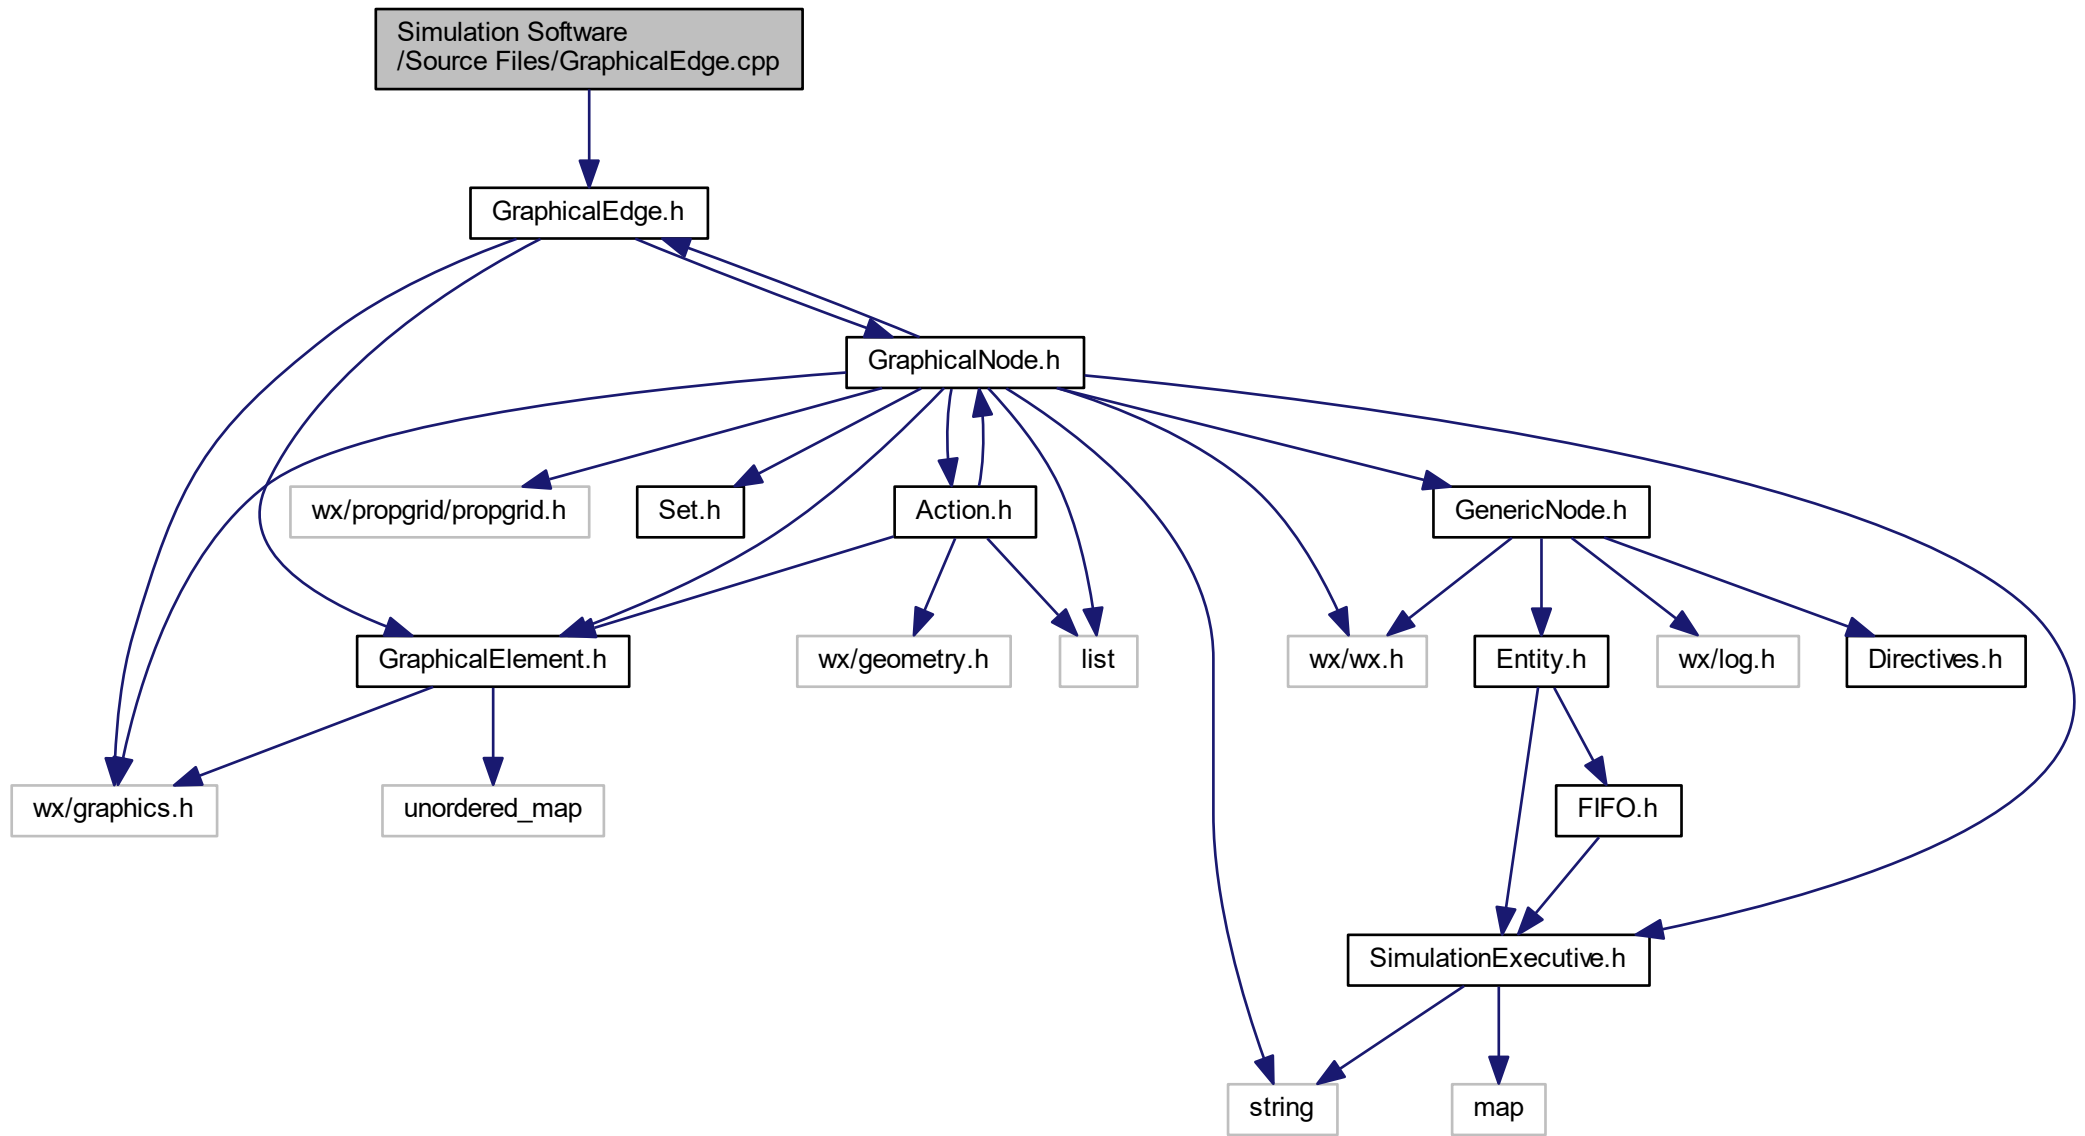 Simulation Software
/Source Files/GraphicalEdge.cpp
GraphicalEdge.h
GraphicalNode.h
wx/propgrid/propgrid.h
Set.h
Action.h
GenericNode.h
GraphicalElement.h
wx/geometry.h
list
wx/wx.h
Entity.h
wx/log.h
Directives.h
wx/graphics.h
unordered_map
FIFO.h
SimulationExecutive.h
string
map